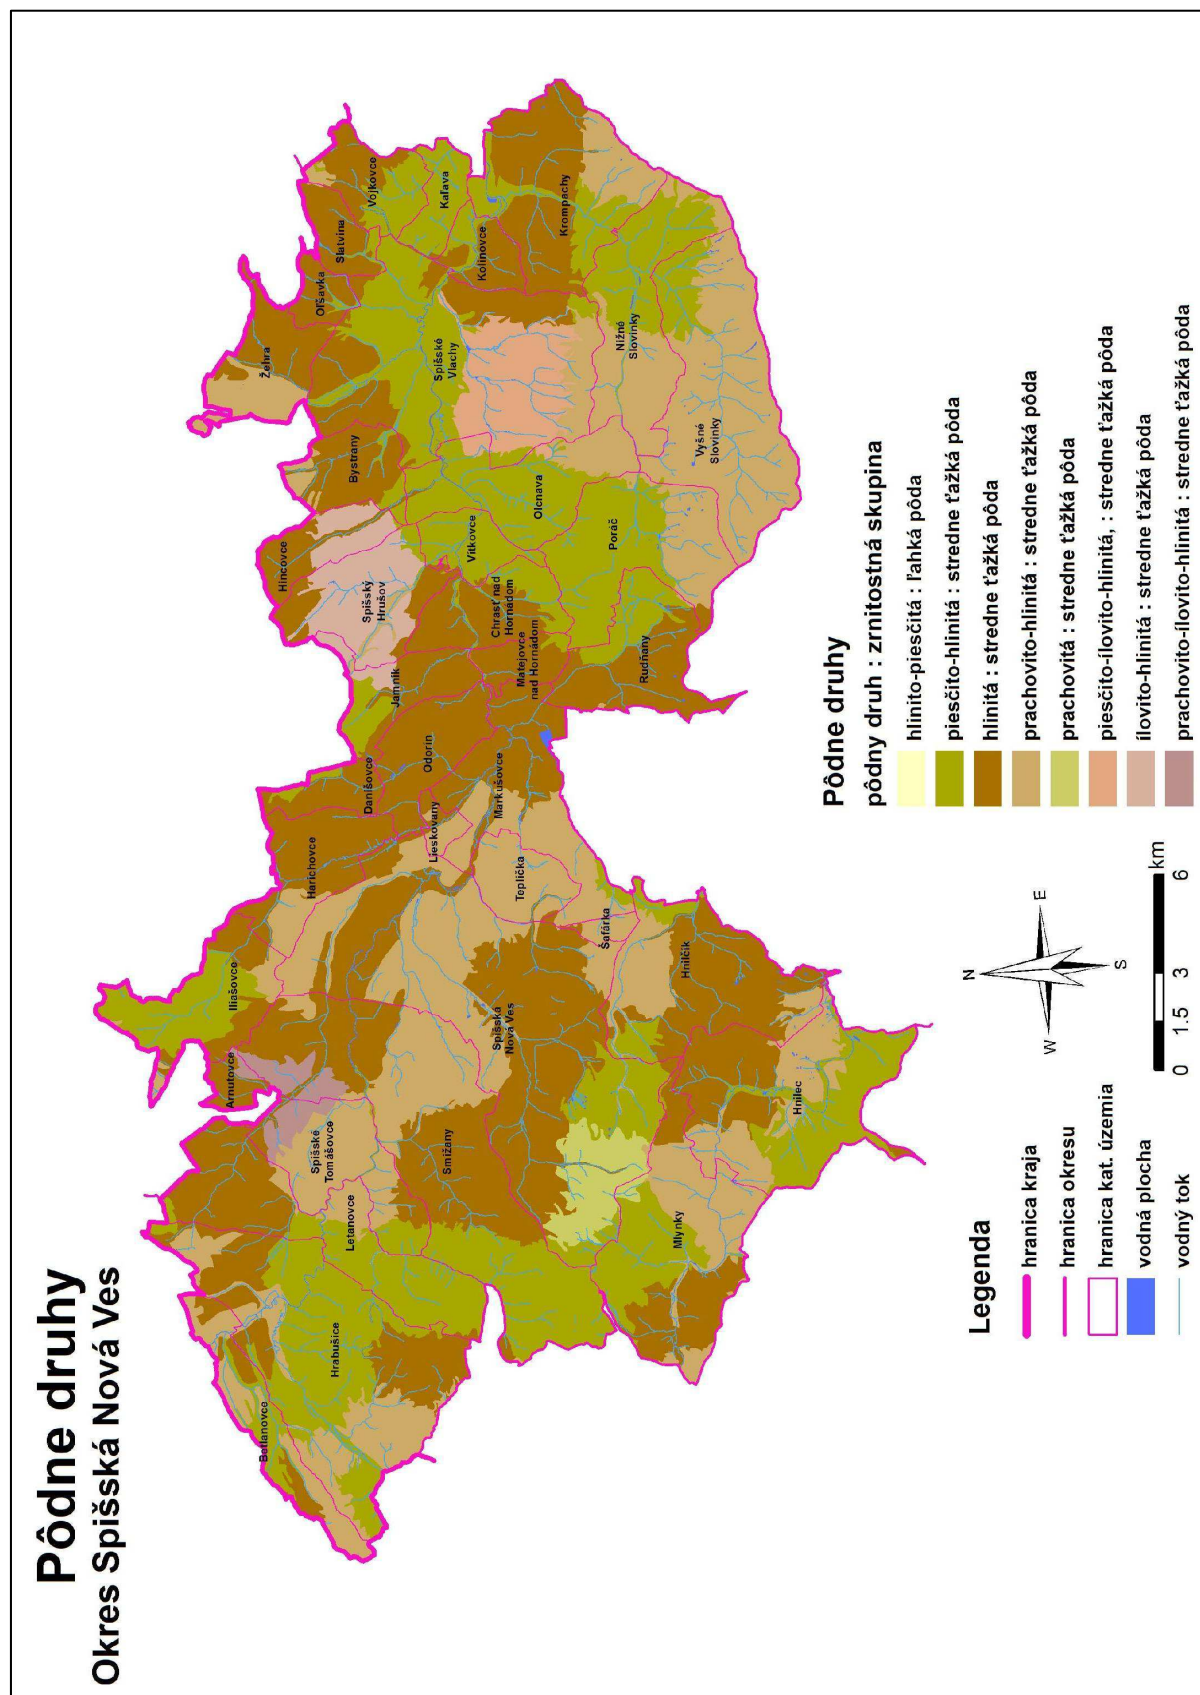 Pôdne druhy
Okres Spišská Nová Ves
Betlanovce
Hrabušice
Letanovce
Spišské
Tomášovce
Smižany
Arnutovce
Iliašovce
Spišská
Nová Ves
Harichovce
Danišovce
Lieskovany
Odorín
Markušovce
Teplička
Šafárka
Hnilčík
Hnilec
Mlynky
Jamník
Matejovce
nad Hornádom
Chrasť nad
Hornádom
Rudňany
Poráč
Hincovce
Spišský
Hrušov
Vítkovce
Olcnava
Bystrany
Žehra
Oľšavka
Slatvina
Vojkovce
Kaľava
Spišské
Vlachy
Kolinovce
Krompachy
Nižné
Slovinky
Vyšné
Slovinky
Legenda
hranica kraja
hranica okresu
hranica kat. územia
vodná plocha
vodný tok
N
W
E
S
0 1.5 3 6
km
Pôdne druhy
pôdny druh : zrnitostná skupina
hlinito-piesčitá : ľahká pôda
piesčito-hlinitá : stredne ťažká pôda
hlinitá : stredne ťažká pôda
prachovito-hlinitá : stredne ťažká pôda
prachovitá : stredne ťažká pôda
piesčito-ílovito-hlinitá, : stredne ťažká pôda
ílovito-hlinitá : stredne ťažká pôda
prachovito-ílovito-hlinitá : stredne ťažká pôda